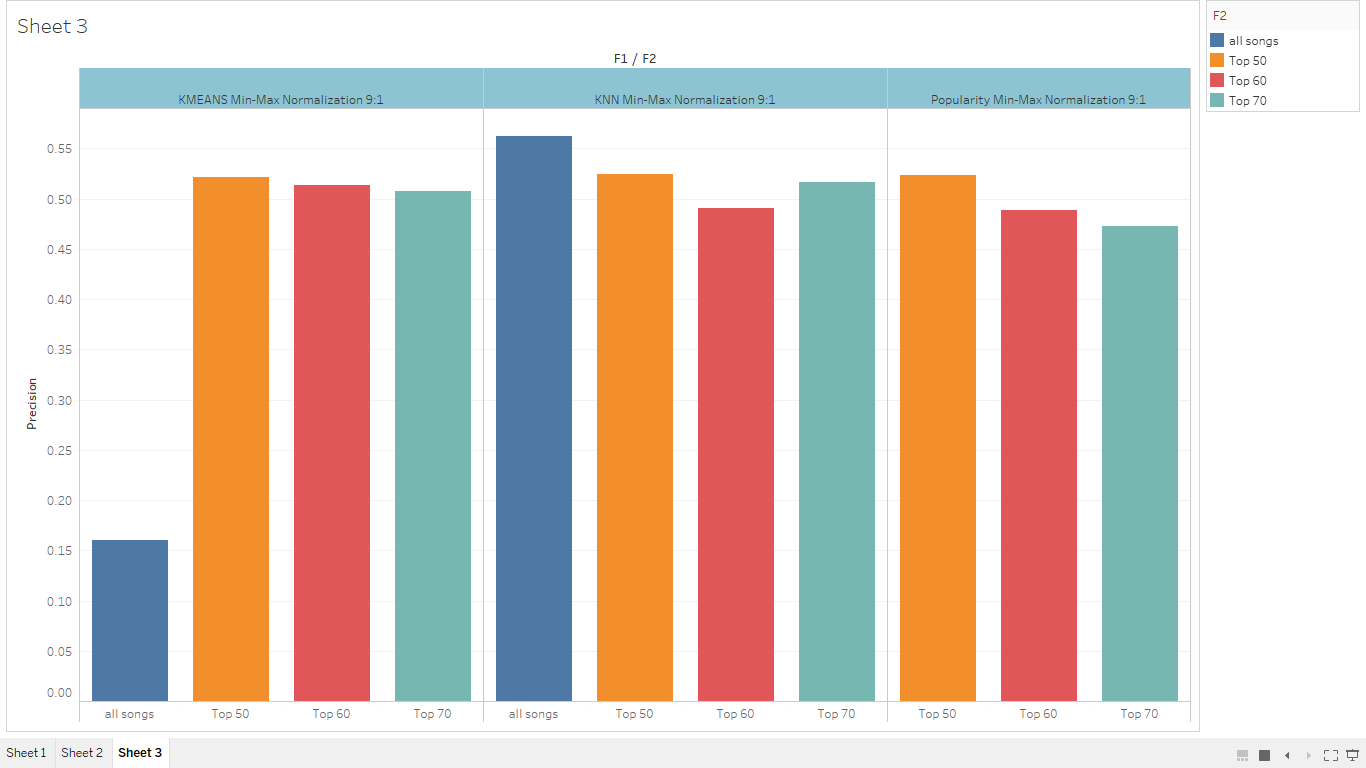 Sheet 3
F1 / F2
KMEANS Min-Max Normalization 9:1
KNN Min-Max Normalization 9:1
Popularity Min-Max Normalization 9:1
Precision
0.55
0.50
0.45
0.40
0.35
0.30
0.25
0.20
0.15
0.10
0.05
0.00
all songs
Top 50
Top 60
Top 70
all songs
Top 50
Top 60
Top 70
Top 50
Top 60
Top 70
F2
all songs
Top 50
Top 60
Top 70
Sheet 1
Sheet 2
Sheet 3